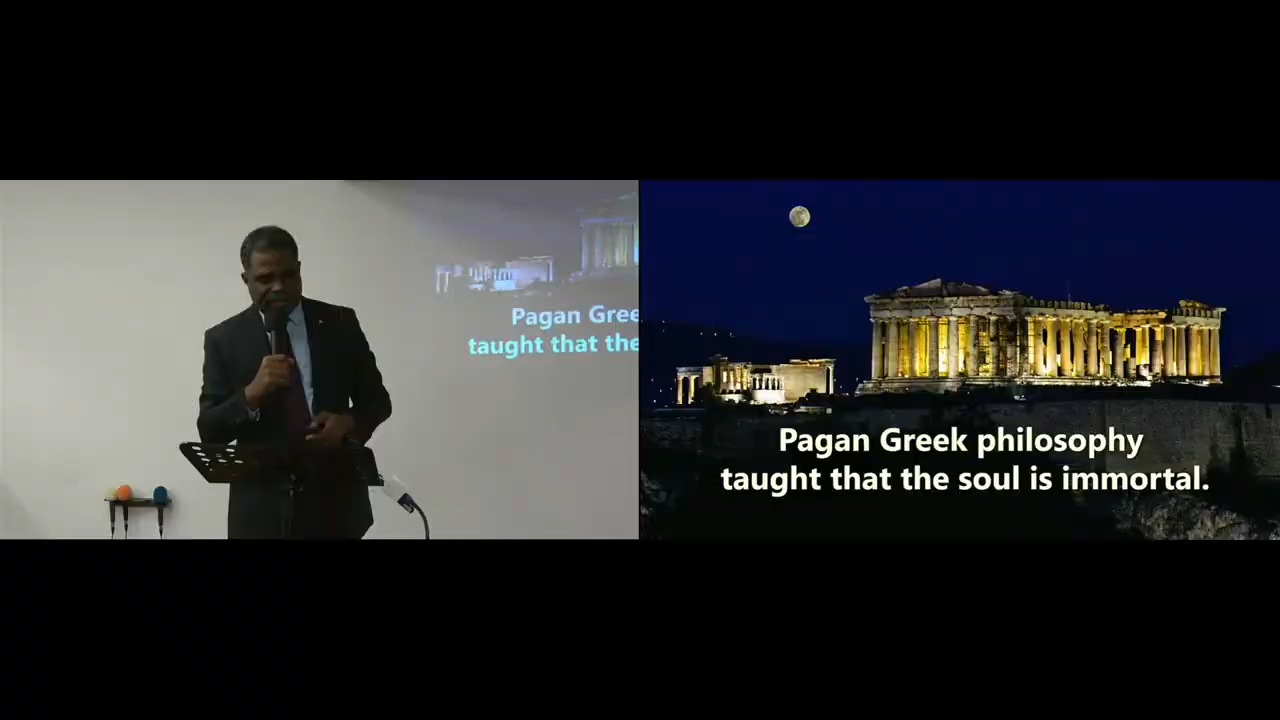 Pagan Gree
taught that the
Pagan Greek philosophy
taught that the soul is immortal.